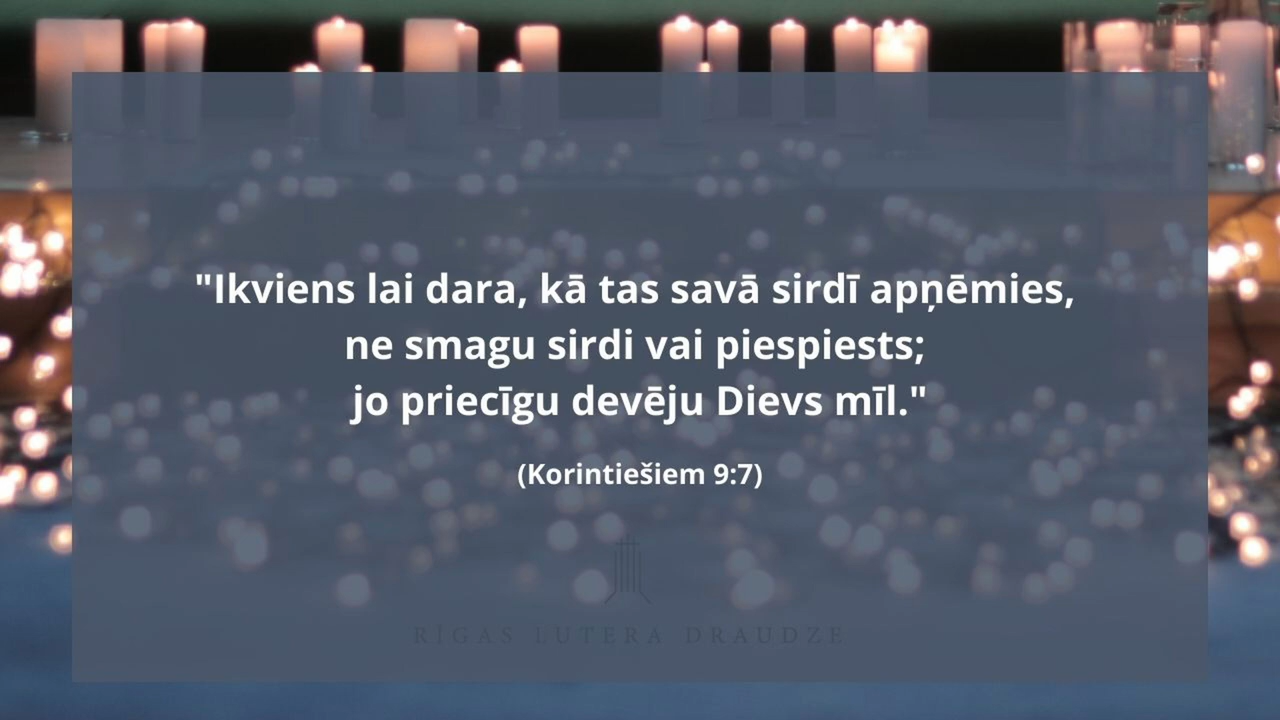 "Ikviens lai dara, kā tas savā sirdī apņēmies,
ne smagu sirdi vai piespiests;
jo priecīgu devēju Dievs mīl."
(Korintiešiem 9:7)
RĪGAS LUTERA DRAUDZE